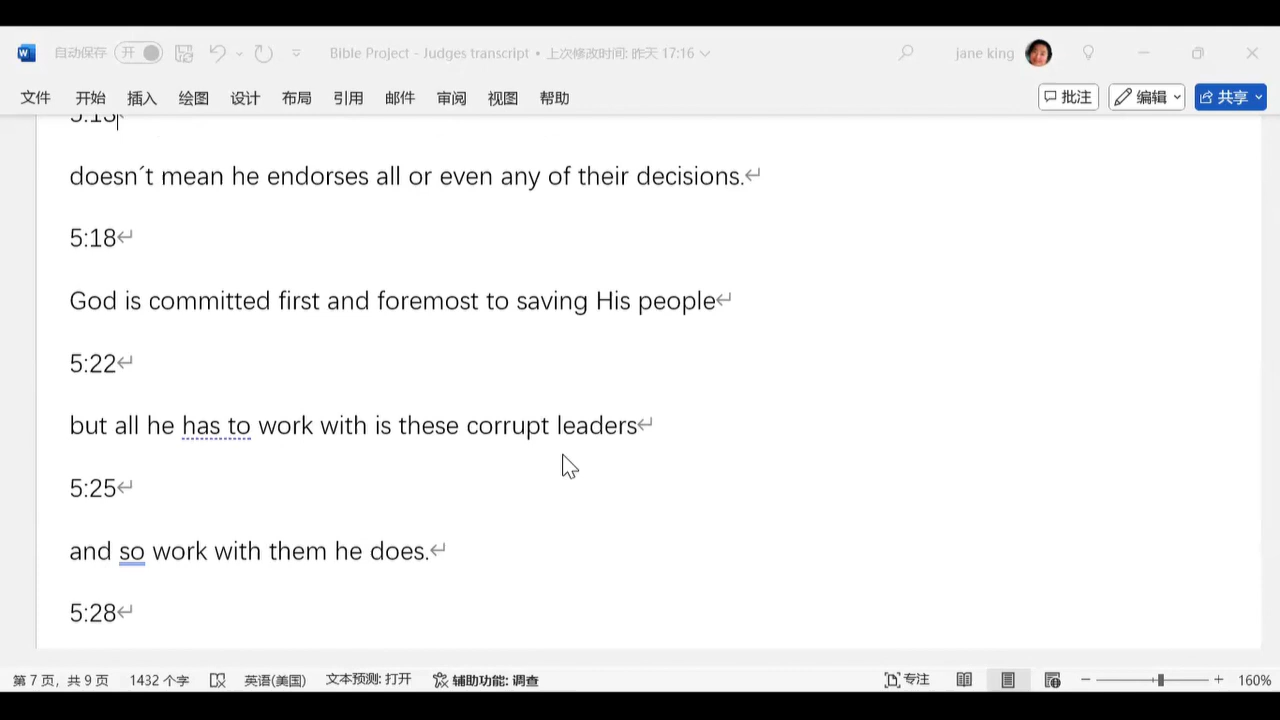 自动保存 开 Bible Project - Judges transcript • 上次修改时间: 昨天 17:16 jane king
文件 开始 插入 绘图 设计 布局 引用 邮件 审阅 视图 帮助 批注 编辑 共享
5:15
doesn´t mean he endorses all or even any of their decisions.
5:18
God is committed first and foremost to saving His people
5:22
but all he has to work with is these corrupt leaders
5:25
and so work with them he does.
5:28
第 7 页，共 9 页 1432 个字 英语(美国) 文本预测: 打开 辅助功能: 调查 专注 160%